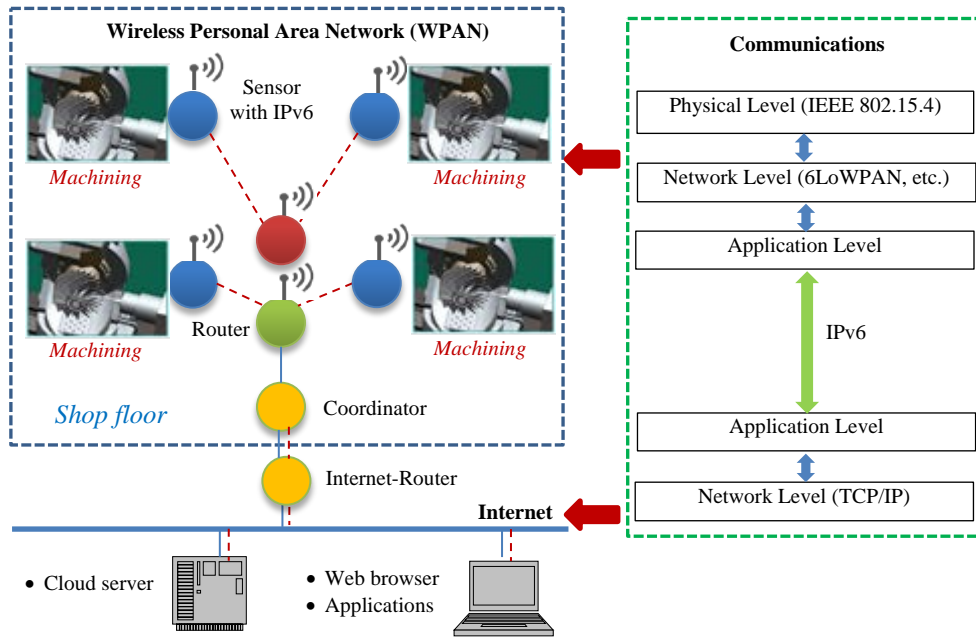 Wireless Personal Area Network (WPAN)
Sensor
with IPv6
Machining
Machining
Router
Machining
Machining
Shop floor
Coordinator
Internet-Router
Internet
Cloud server
Web browser
Applications
Communications
Physical Level (IEEE 802.15.4)
Network Level (6LoWPAN, etc.)
Application Level
IPv6
Application Level
Network Level (TCP/IP)